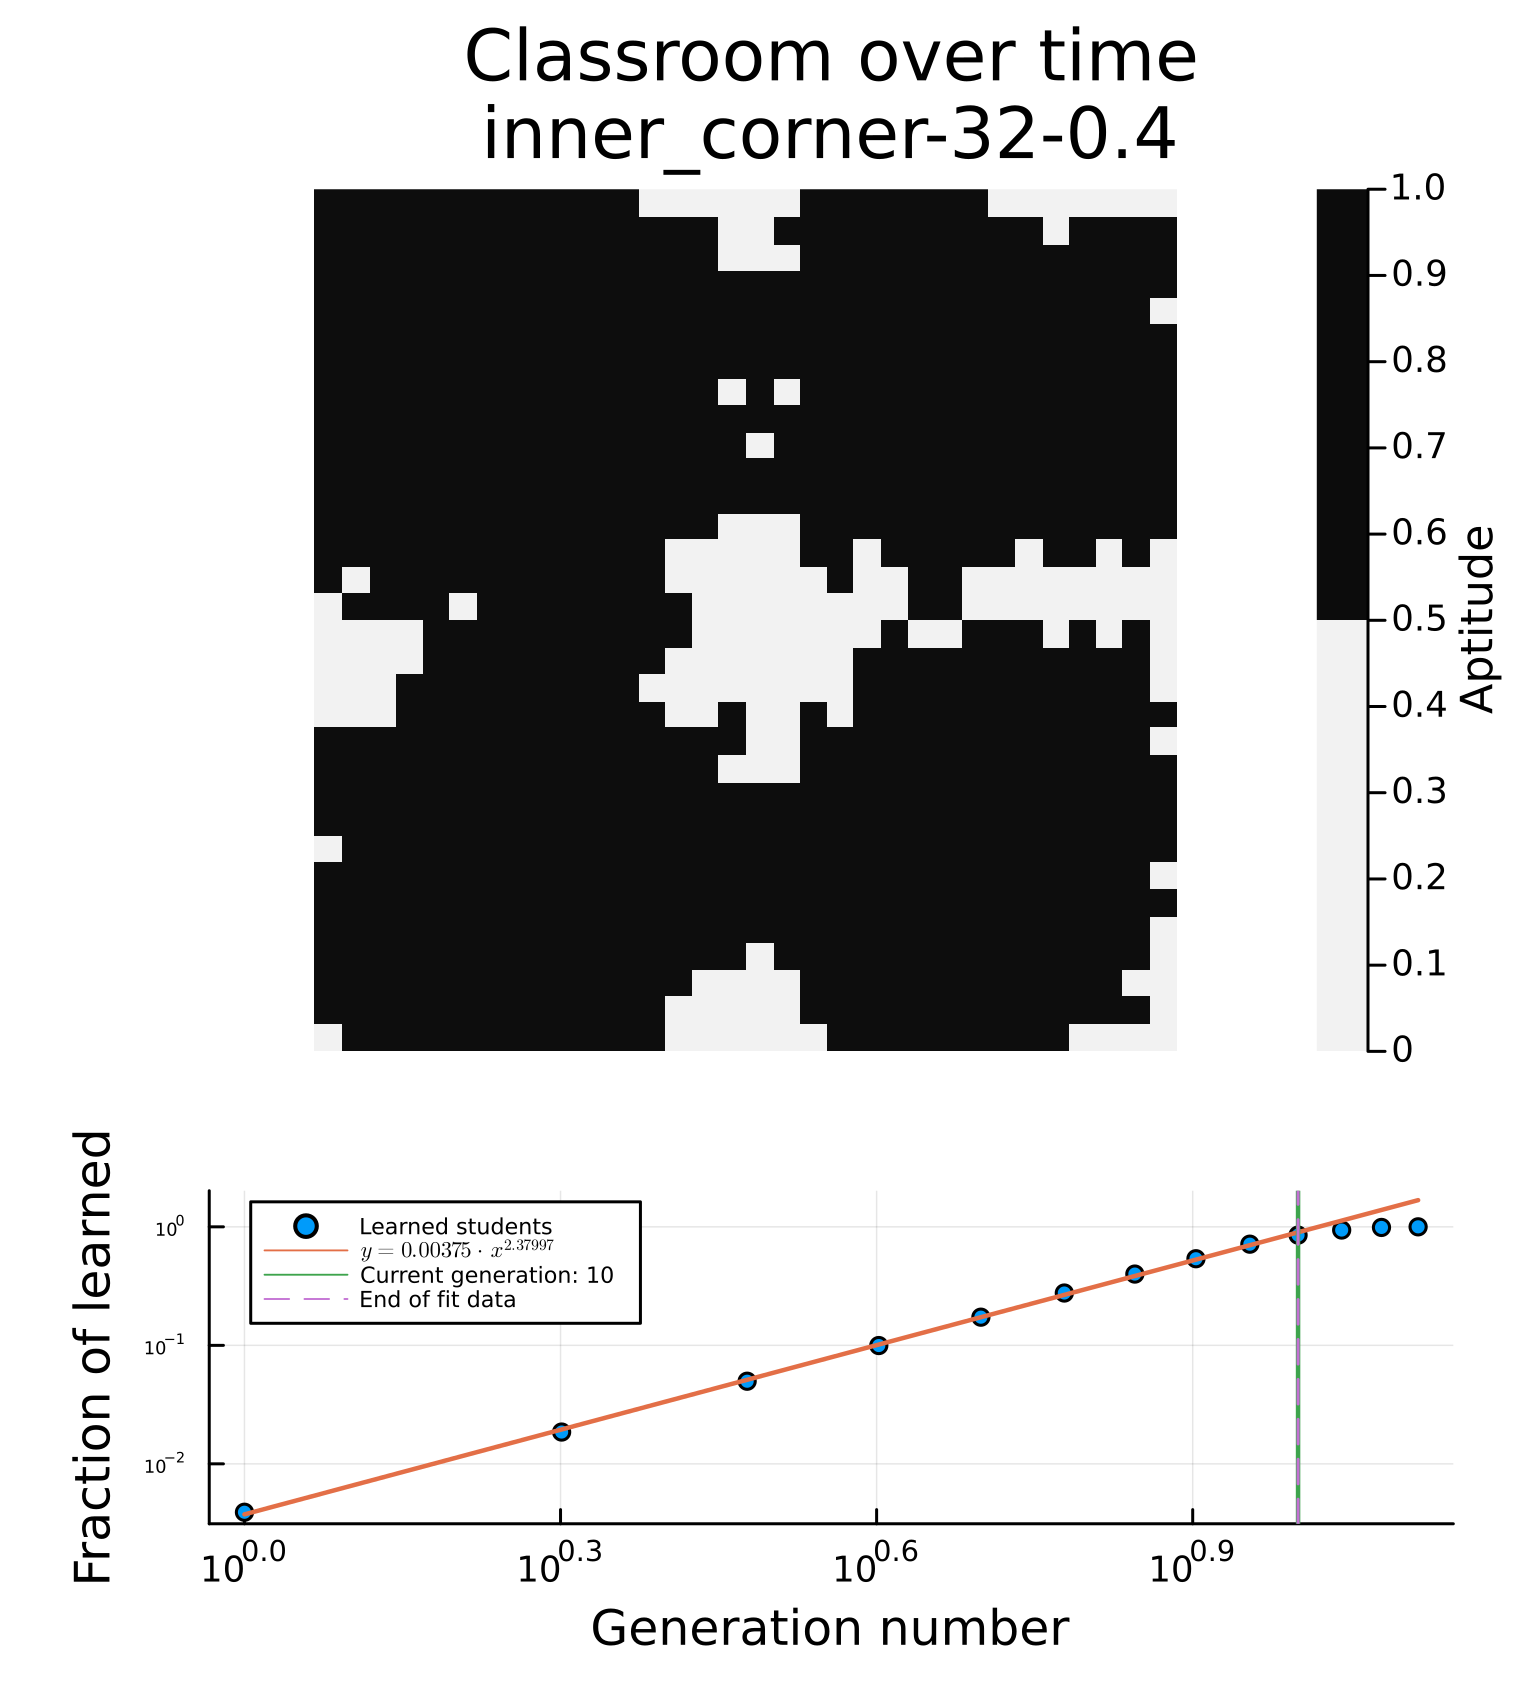 Classroom over time
inner_corner-32-0.4
1.0
0.9
0.8
0.7
0.6
0.5
0.4
0.3
0.2
0.1
0
Aptitude
Fraction of learned
10^0
10^−1
10^−2
Learned students
y = 0.00375 · x^2.37997
Current generation: 10
End of fit data
10^0.0
10^0.3
10^0.6
10^0.9
Generation number